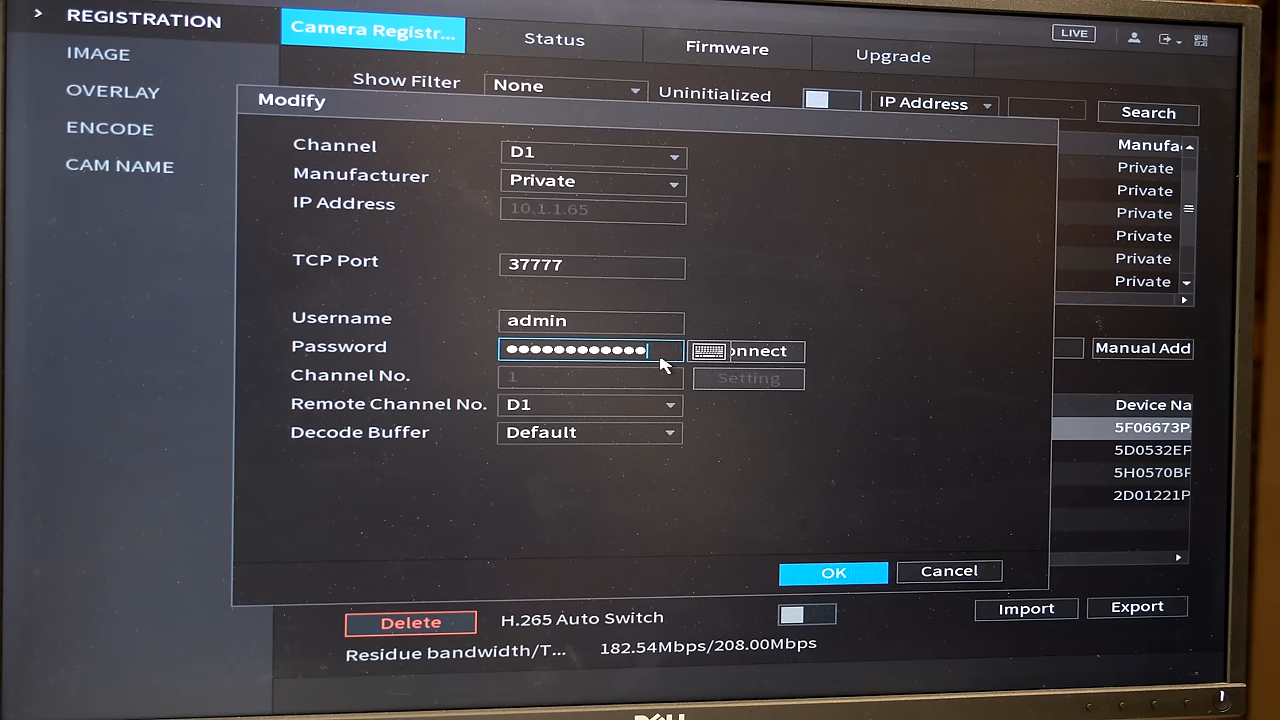 REGISTRATION
IMAGE
OVERLAY
ENCODE
CAM NAME
Camera Registr...
Status
Firmware
Upgrade
LIVE
Show Filter
None
Uninitialized
IP Address
Search
Modify
Channel
D1
Manufacturer
Private
IP Address
10.1.1.65
TCP Port
37777
Username
admin
Password
onnect
Channel No.
1
Setting
Remote Channel No.
D1
Decode Buffer
Default
OK
Cancel
Manufa
Private
Private
Private
Private
Private
Private
Manual Add
Device Na
5F06673P
5D0532EP
5H0570BF
2D01221P
Delete
H.265 Auto Switch
Import
Export
Residue bandwidth/T...
182.54Mbps/208.00Mbps
DELL